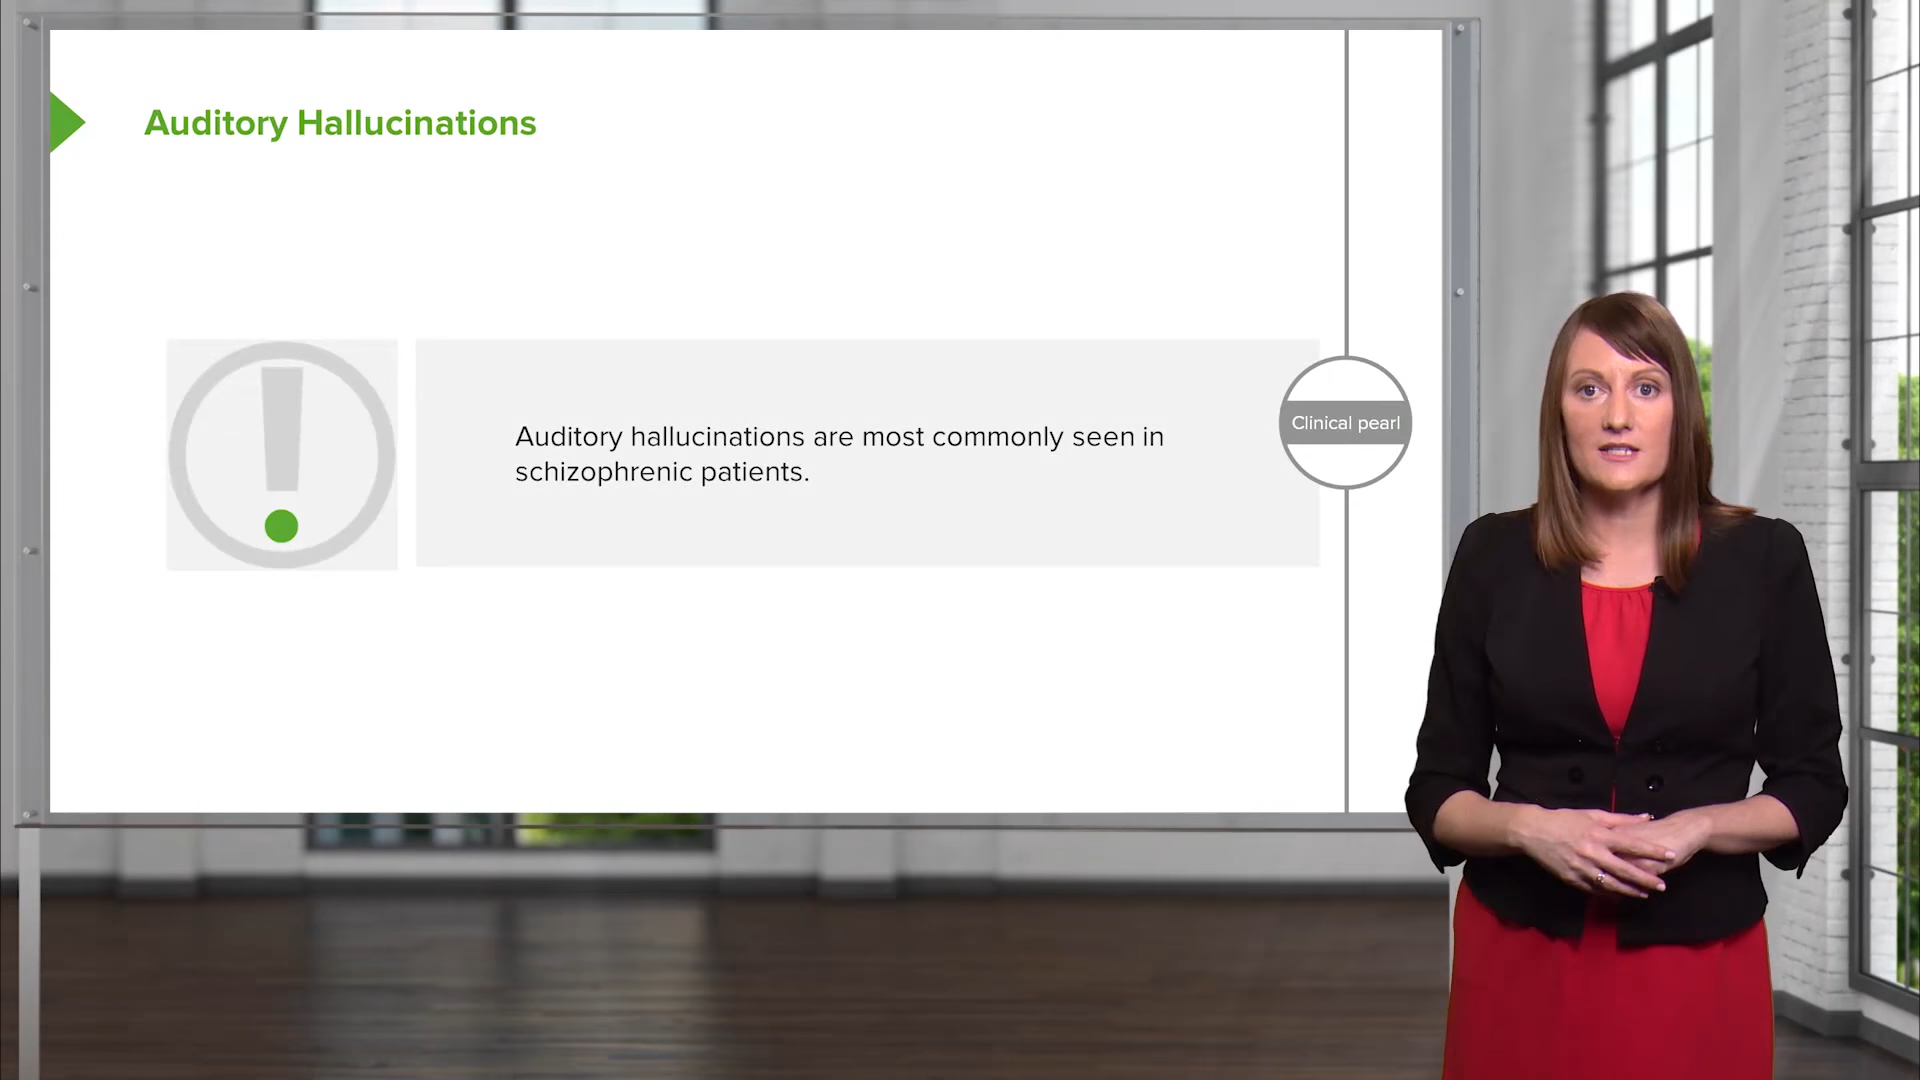 Auditory Hallucinations
Auditory hallucinations are most commonly seen in
schizophrenic patients.
Clinical pearl